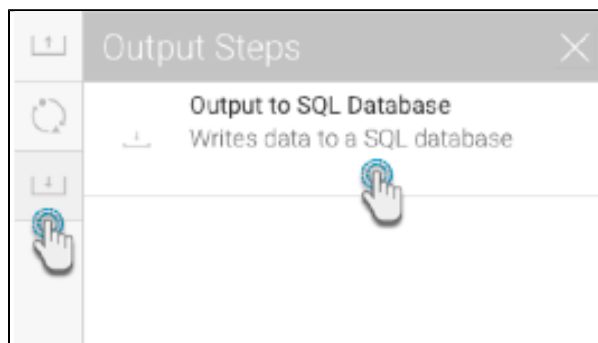 Output Steps
Output to SQL Database
Writes data to a SQL database